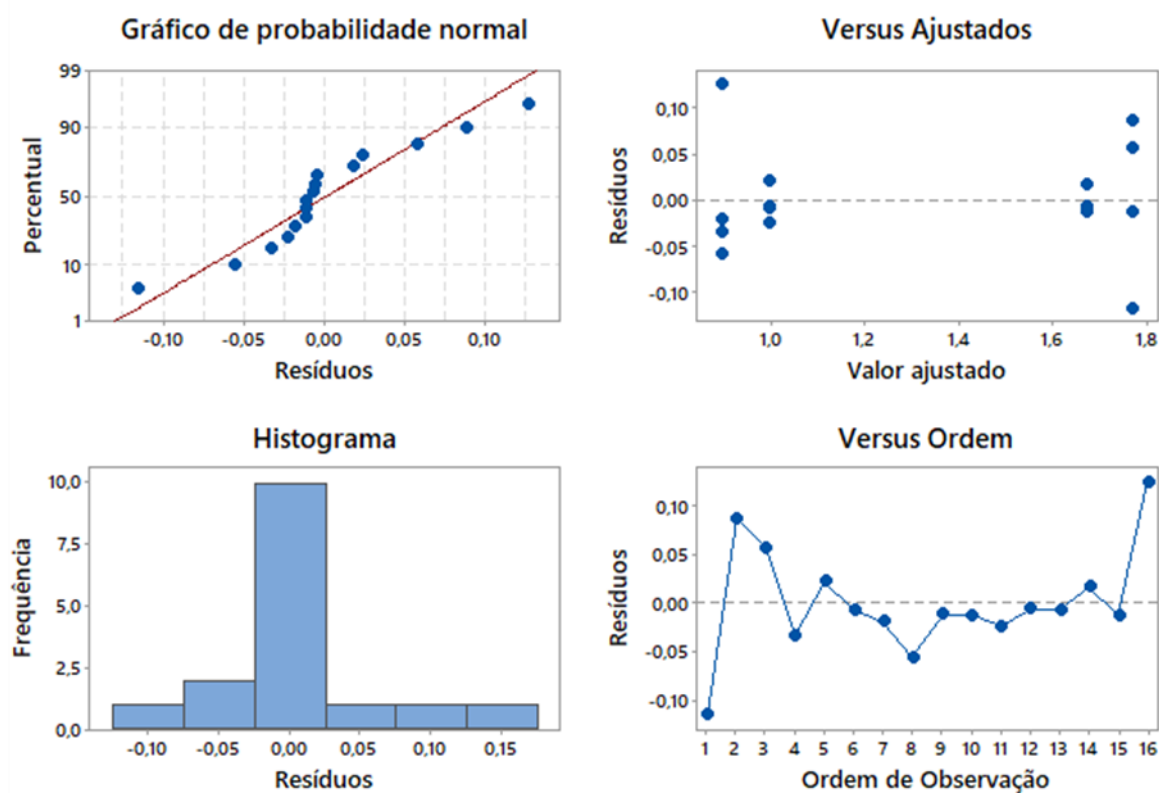 Gráfico de probabilidade normal
Percentual
99
90
50
10
1
-0,10 -0,05 0,00 0,05 0,10
Resíduos
Versus Ajustados
Resíduos
0,10
0,05
0,00
-0,05
-0,10
1,0 1,2 1,4 1,6 1,8
Valor ajustado
Histograma
Frequência
10,0
7,5
5,0
2,5
0,0
-0,10 -0,05 0,00 0,05 0,10 0,15
Resíduos
Versus Ordem
Resíduos
0,10
0,05
0,00
-0,05
-0,10
1 2 3 4 5 6 7 8 9 10 11 12 13 14 15 16
Ordem de Observação